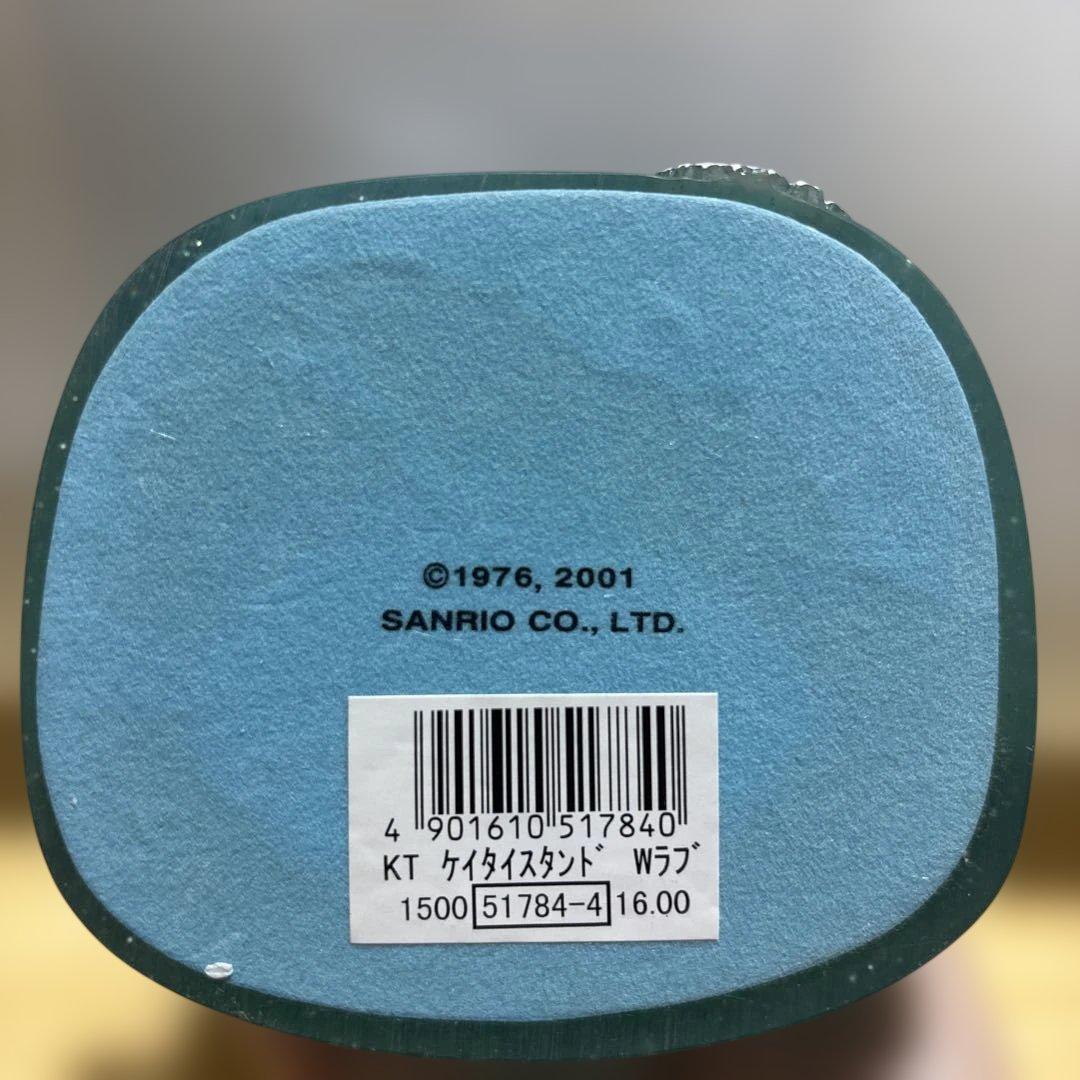 ©1976, 2001
SANRIO CO., LTD.
4 901610 517840
KT ｹｲﾀｲｽﾀﾝﾄﾞ Wﾗﾌﾞ
1500 51784-4 16.00